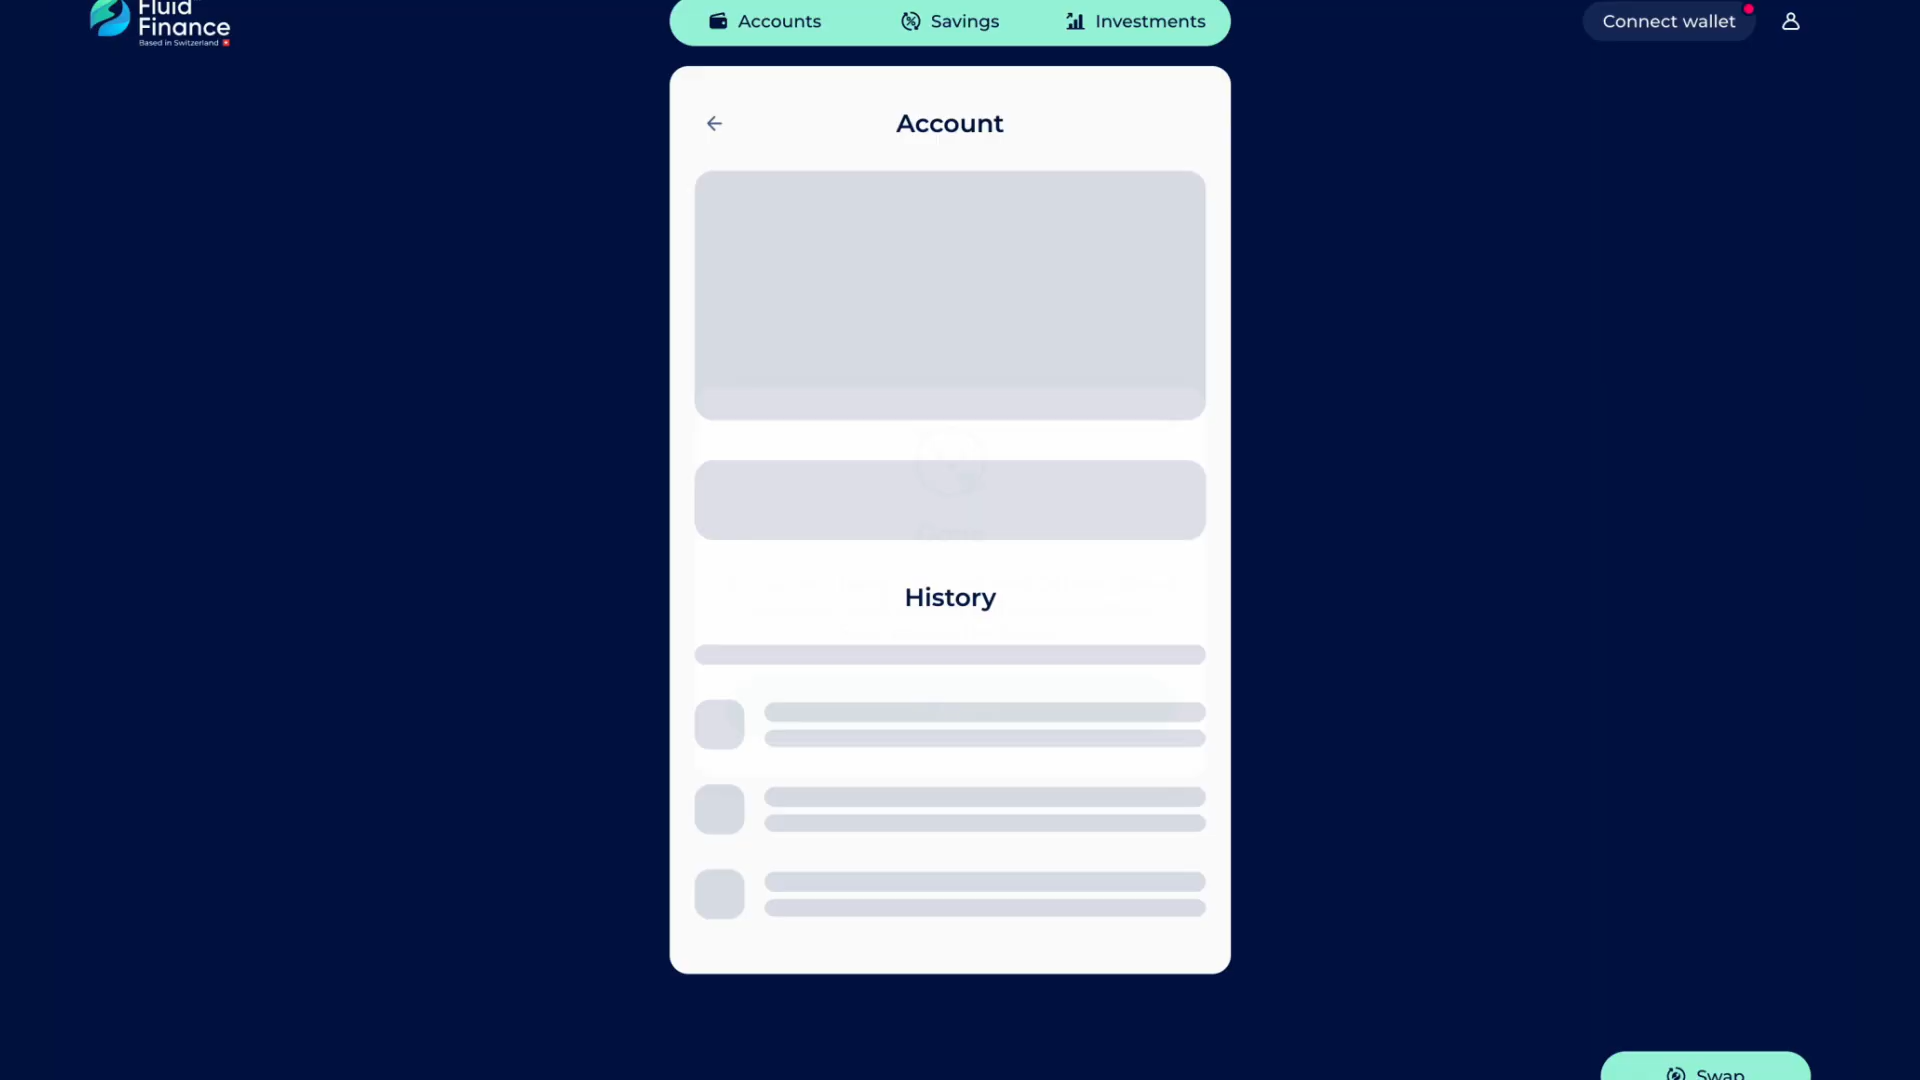 Fluid
Finance
Based in Switzerland
Accounts
Savings
Investments
Connect wallet
Account
History
Swap